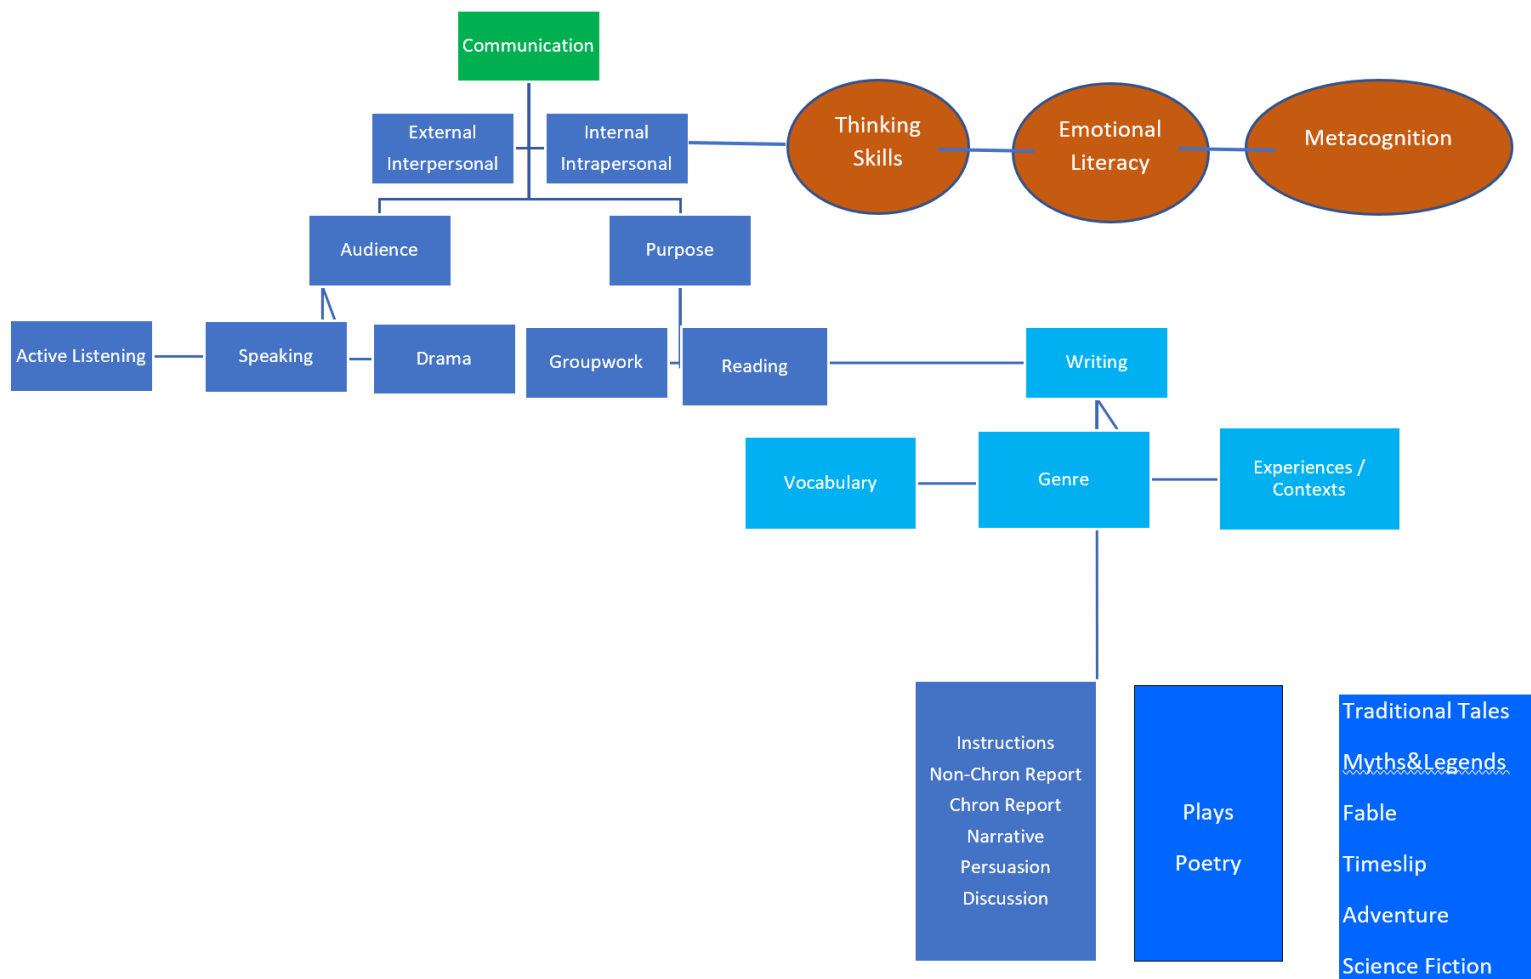 Communication
External
Interpersonal
Internal
Intrapersonal
Thinking
Skills
Emotional
Literacy
Metacognition
Audience
Purpose
Active Listening
Speaking
Drama
Groupwork
Reading
Writing
Vocabulary
Genre
Experiences /
Contexts
Instructions
Non-Chron Report
Chron Report
Narrative
Persuasion
Discussion
Plays
Poetry
Traditional Tales
Myths&Legends
Fable
Timeslip
Adventure
Science Fiction